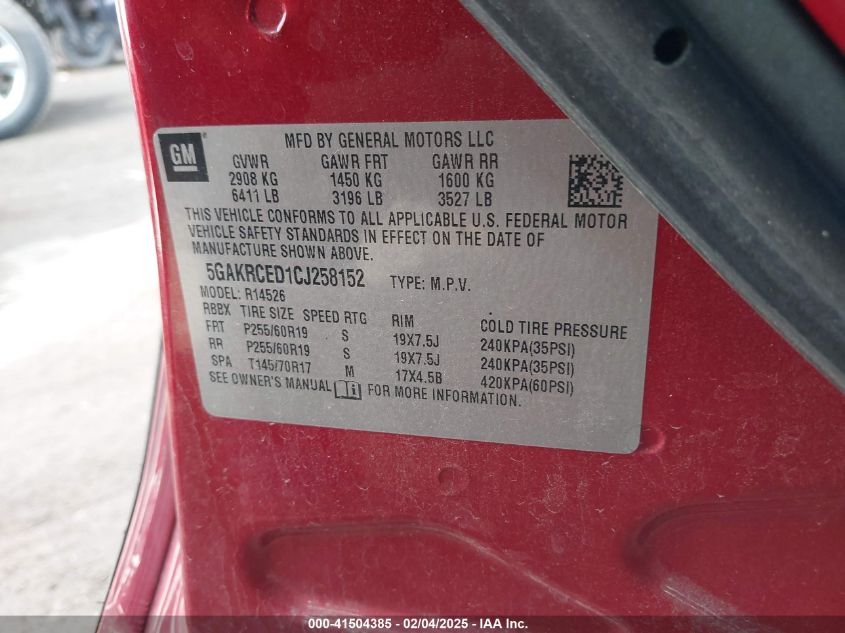 GM
MFD BY GENERAL MOTORS LLC
GVWR GAWR FRT GAWR RR
2908 KG 1450 KG 1600 KG
6411 LB 3196 LB 3527 LB
THIS VEHICLE CONFORMS TO ALL APPLICABLE U.S. FEDERAL MOTOR
VEHICLE SAFETY STANDARDS IN EFFECT ON THE DATE OF
MANUFACTURE SHOWN ABOVE.
5GAKRCED1CJ258152 TYPE: M.P.V.
MODEL: R14526
RBBX TIRE SIZE SPEED RTG RIM COLD TIRE PRESSURE
FRT P255/60R19 S 19X7.5J 240KPA(35PSI)
RR P255/60R19 S 19X7.5J 240KPA(35PSI)
SPA T145/70R17 M 17X4.5B 420KPA(60PSI)
SEE OWNER'S MANUAL FOR MORE INFORMATION.
000-41504385 - 02/04/2025 - IAA Inc.